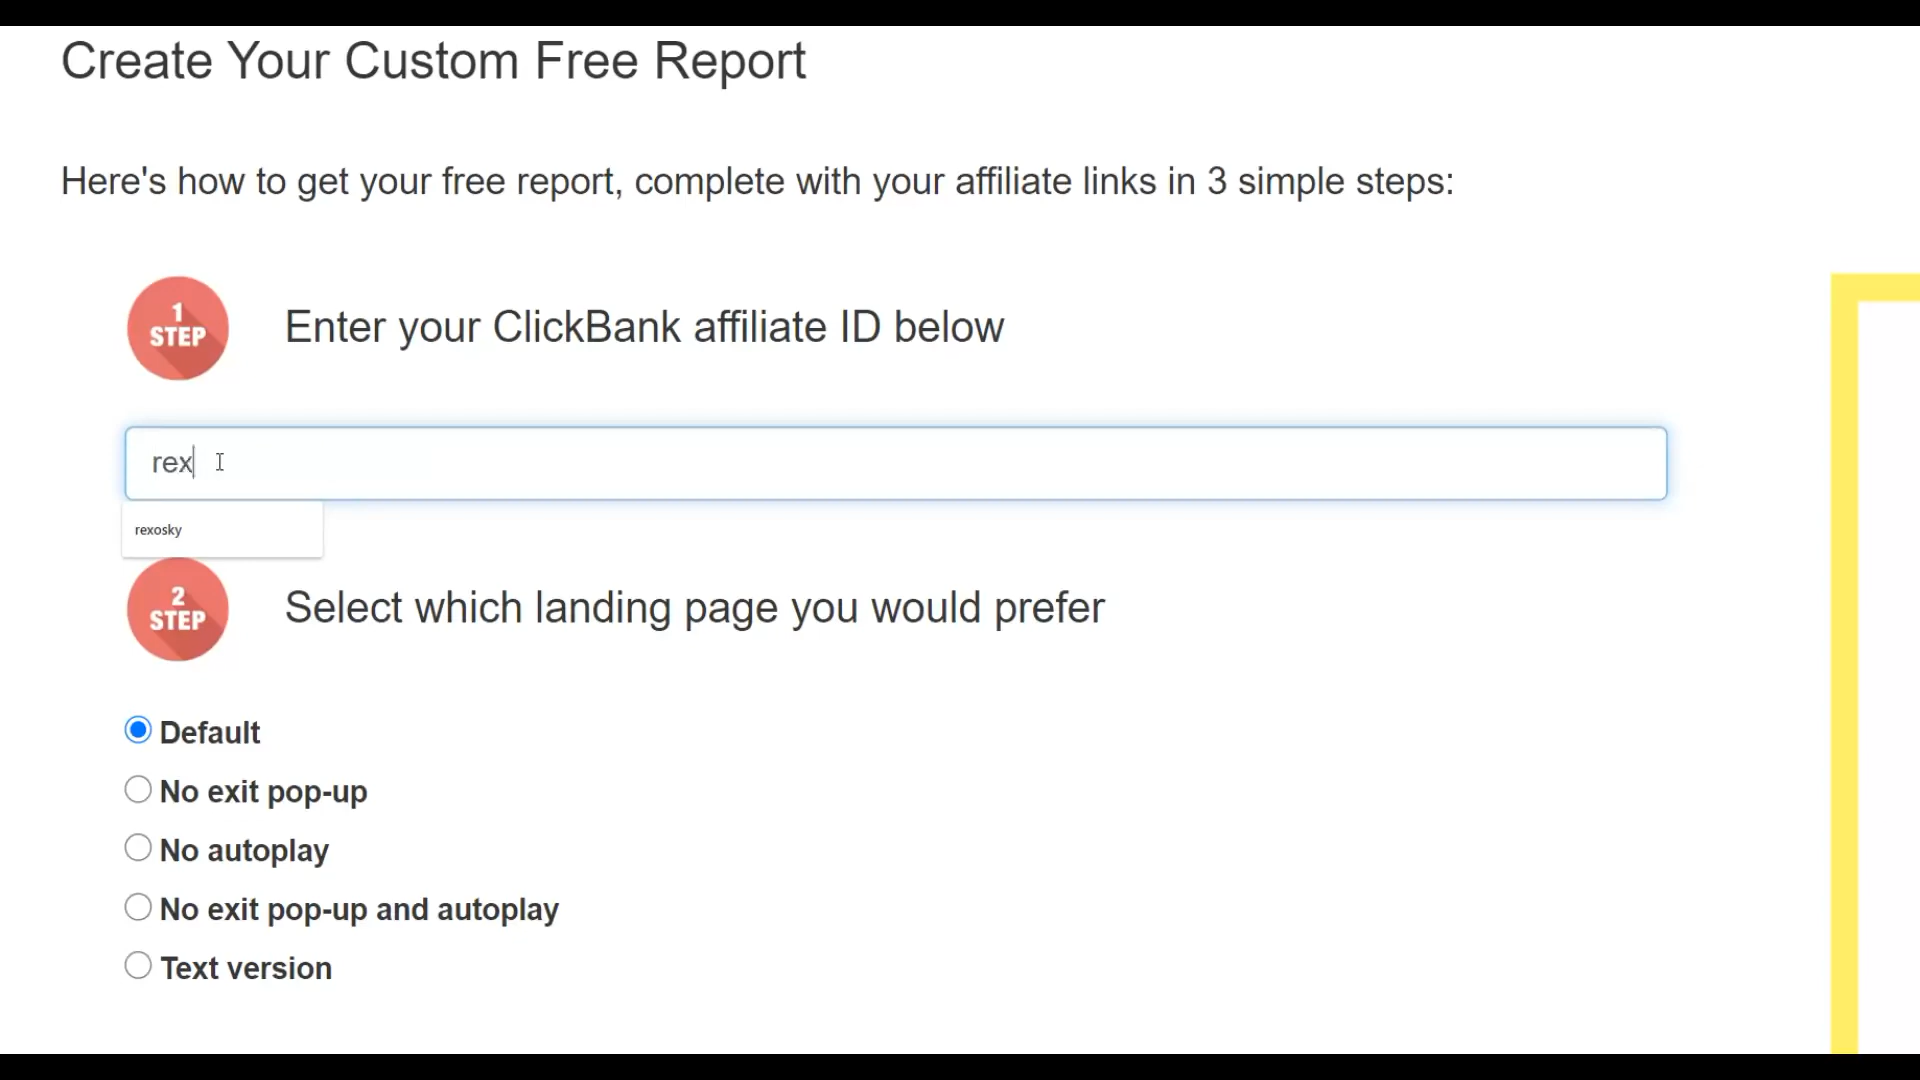 Create Your Custom Free Report
Here's how to get your free report, complete with your affiliate links in 3 simple steps:
1
STEP
Enter your ClickBank affiliate ID below
rex
rexosky
2
STEP
Select which landing page you would prefer
Default
No exit pop-up
No autoplay
No exit pop-up and autoplay
Text version